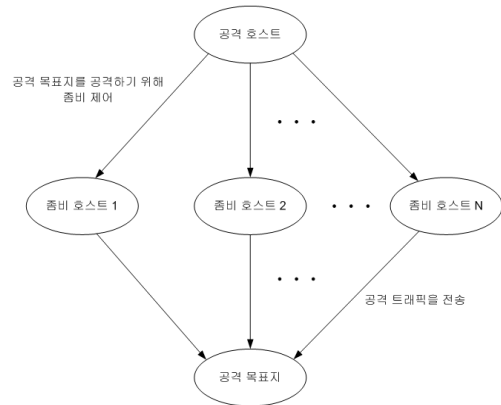 공격 호스트
공격 목표지를 공격하기 위해
좀비 제어
. . .
좀비 호스트 1
좀비 호스트 2
. . .
좀비 호스트 N
. . .
공격 트래픽을 전송
공격 목표지